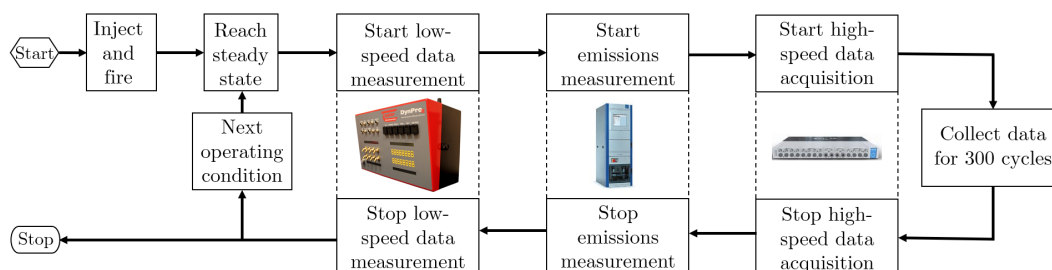 Start
Inject
and
fire
Reach
steady
state
Start low-
speed data
measurement
Start
emissions
measurement
Start high-
speed data
acquisition
DynPro
Next
operating
condition
Collect data
for 300 cycles
Stop
Stop low-
speed data
measurement
Stop
emissions
measurement
Stop high-
speed data
acquisition